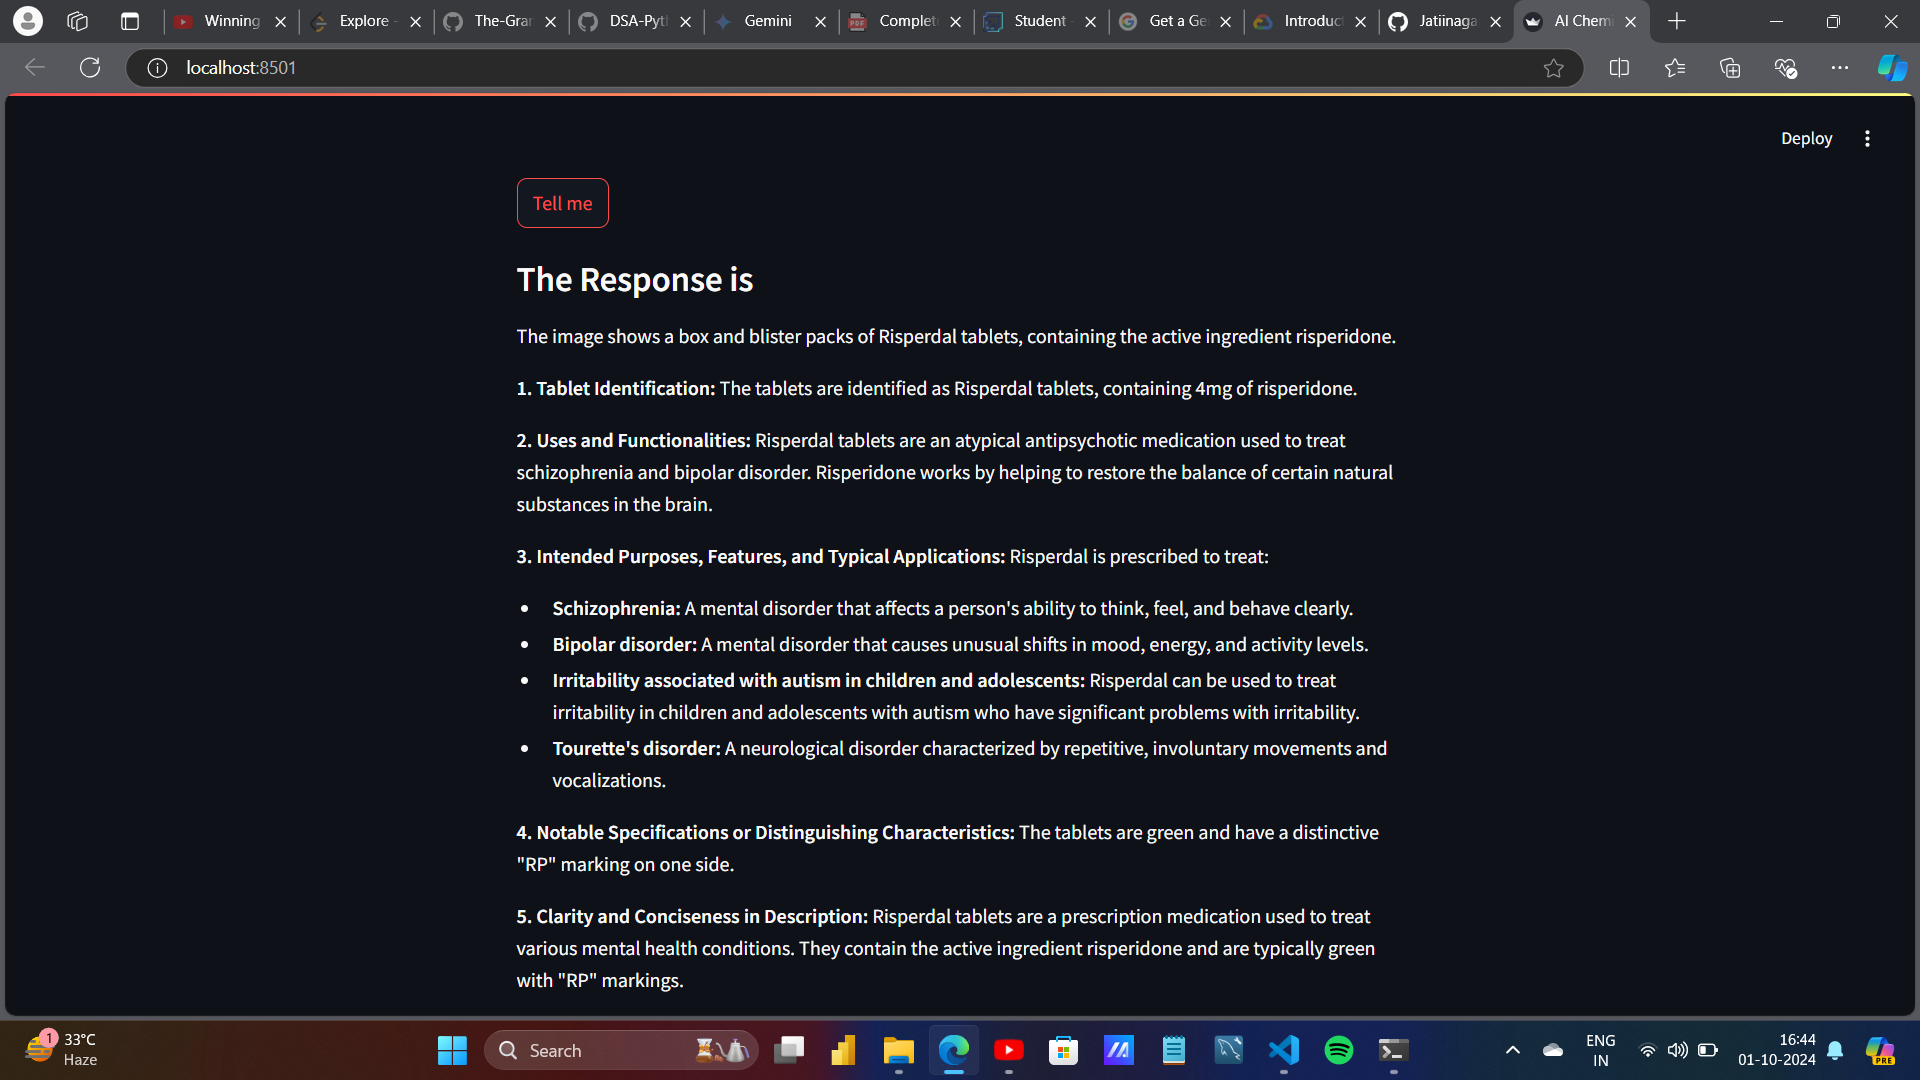 Winning
Explore -
The-Gran
DSA-Pyt
Gemini
Complet
Student -
Get a Ge
Introduc
Jatiinaga
AI Chemi
localhost:8501
Deploy
Tell me
The Response is
The image shows a box and blister packs of Risperdal tablets, containing the active ingredient risperidone.
1. Tablet Identification: The tablets are identified as Risperdal tablets, containing 4mg of risperidone.
2. Uses and Functionalities: Risperdal tablets are an atypical antipsychotic medication used to treat
schizophrenia and bipolar disorder. Risperidone works by helping to restore the balance of certain natural
substances in the brain.
3. Intended Purposes, Features, and Typical Applications: Risperdal is prescribed to treat:
• Schizophrenia: A mental disorder that affects a person's ability to think, feel, and behave clearly.
• Bipolar disorder: A mental disorder that causes unusual shifts in mood, energy, and activity levels.
• Irritability associated with autism in children and adolescents: Risperdal can be used to treat
irritability in children and adolescents with autism who have significant problems with irritability.
• Tourette's disorder: A neurological disorder characterized by repetitive, involuntary movements and
vocalizations.
4. Notable Specifications or Distinguishing Characteristics: The tablets are green and have a distinctive
"RP" marking on one side.
5. Clarity and Conciseness in Description: Risperdal tablets are a prescription medication used to treat
various mental health conditions. They contain the active ingredient risperidone and are typically green
with "RP" markings.
1
33°C
Haze
Search
ENG
IN
16:44
01-10-2024
PRE